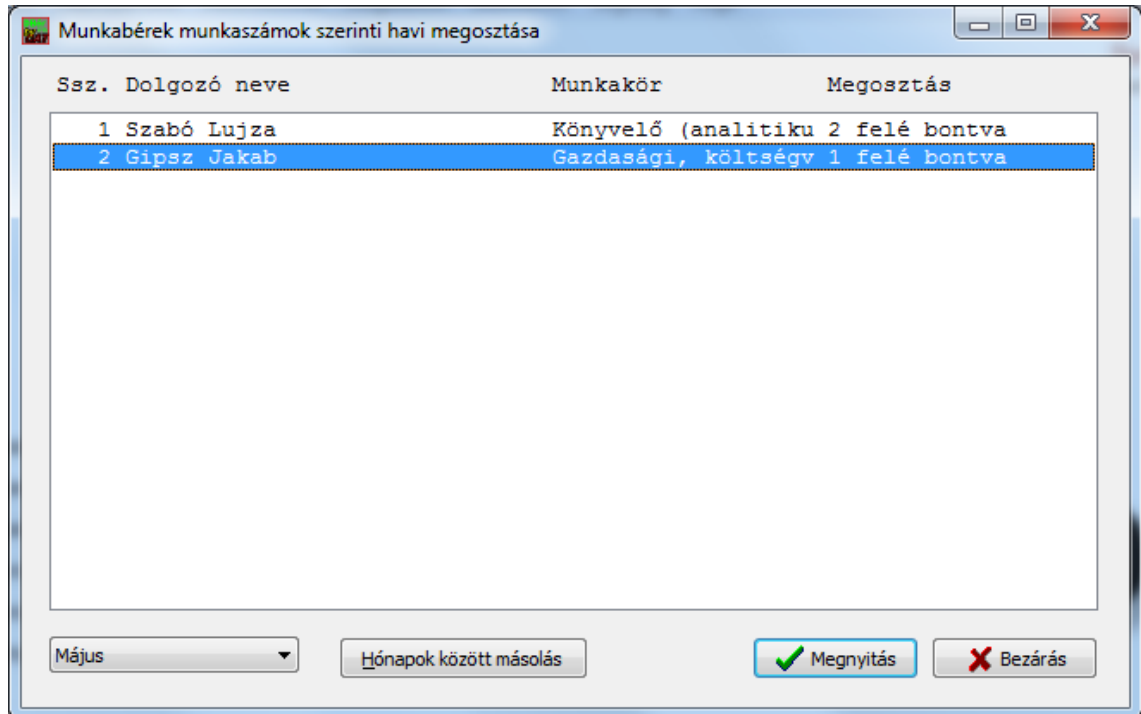 Munkabérek munkaszámok szerinti havi megosztása
Ssz. Dolgozó neve Munkakör Megosztás
1 Szabó Lujza Könyvelő (analitiku 2 felé bontva
2 Gipsz Jakab Gazdasági, költségv 1 felé bontva
Május Hónapok között másolás Megnyitás Bezárás